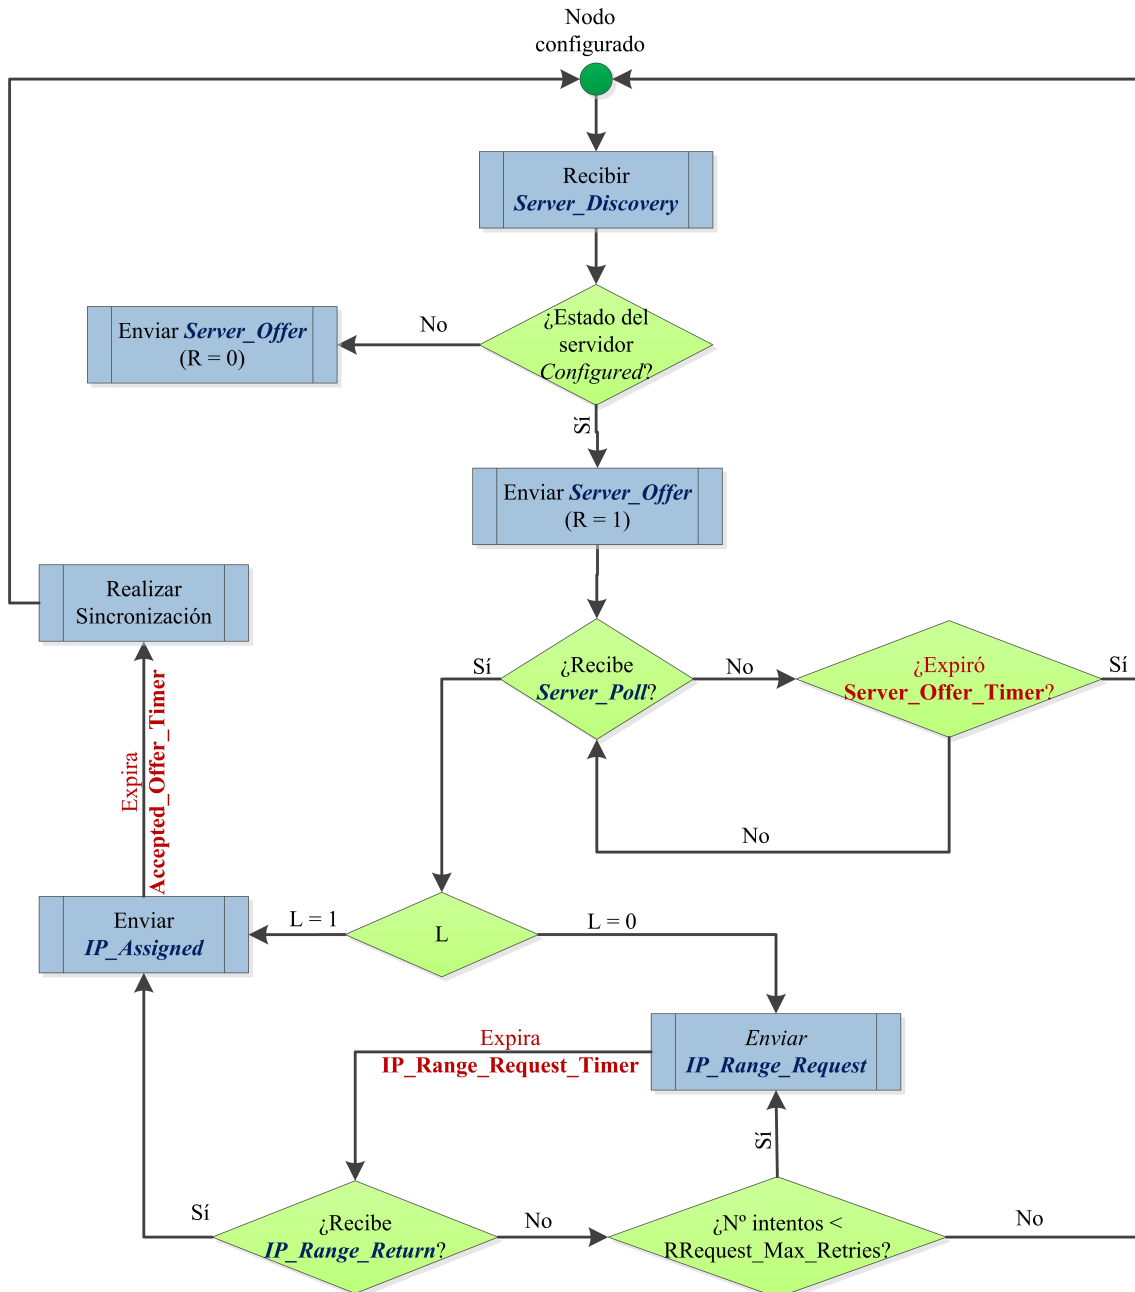 Nodo
configurado
Recibir
Server_Discovery
¿Estado del
servidor
Configured?
No
Enviar Server_Offer
(R = 0)
Sí
Enviar Server_Offer
(R = 1)
Realizar
Sincronización
¿Recibe
Server_Poll?
Sí
No
¿Expiró
Server_Offer_Timer?
Sí
No
Expira
Accepted_Offer_Timer
Enviar
IP_Assigned
L = 1
L
L = 0
Enviar
IP_Range_Request
Expira
IP_Range_Request_Timer
Sí
Sí
¿Recibe
IP_Range_Return?
No
¿Nº intentos <
RRequest_Max_Retries?
No